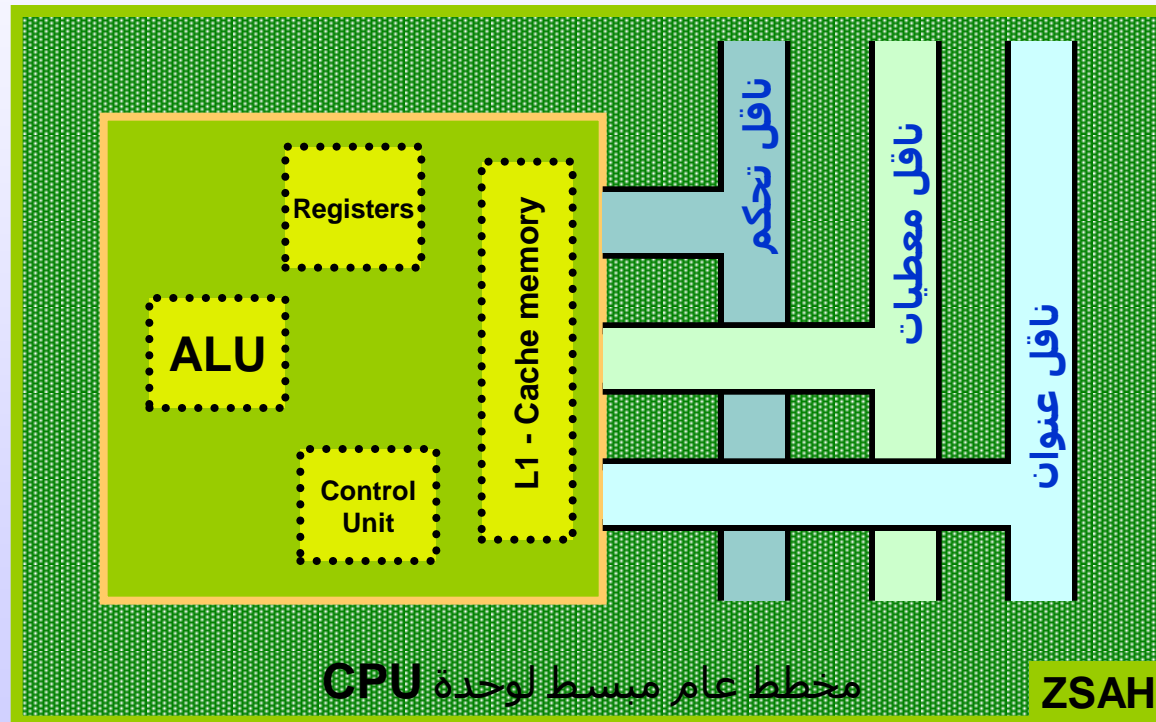 Registers
ALU
Control
Unit
L1 - Cache memory
ناقل تحكم
ناقل معطيات
ناقل عنوان
مخطط عام مبسط لوحدة CPU
ZSAH